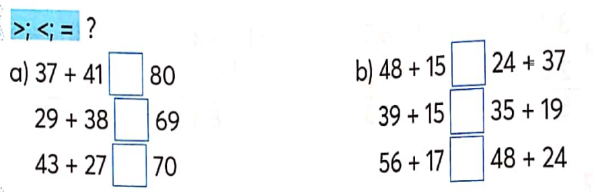 >; <; = ?
a) 37 + 41 80
29 + 38 69
43 + 27 70
b) 48 + 15 24 + 37
39 + 15 35 + 19
56 + 17 48 + 24